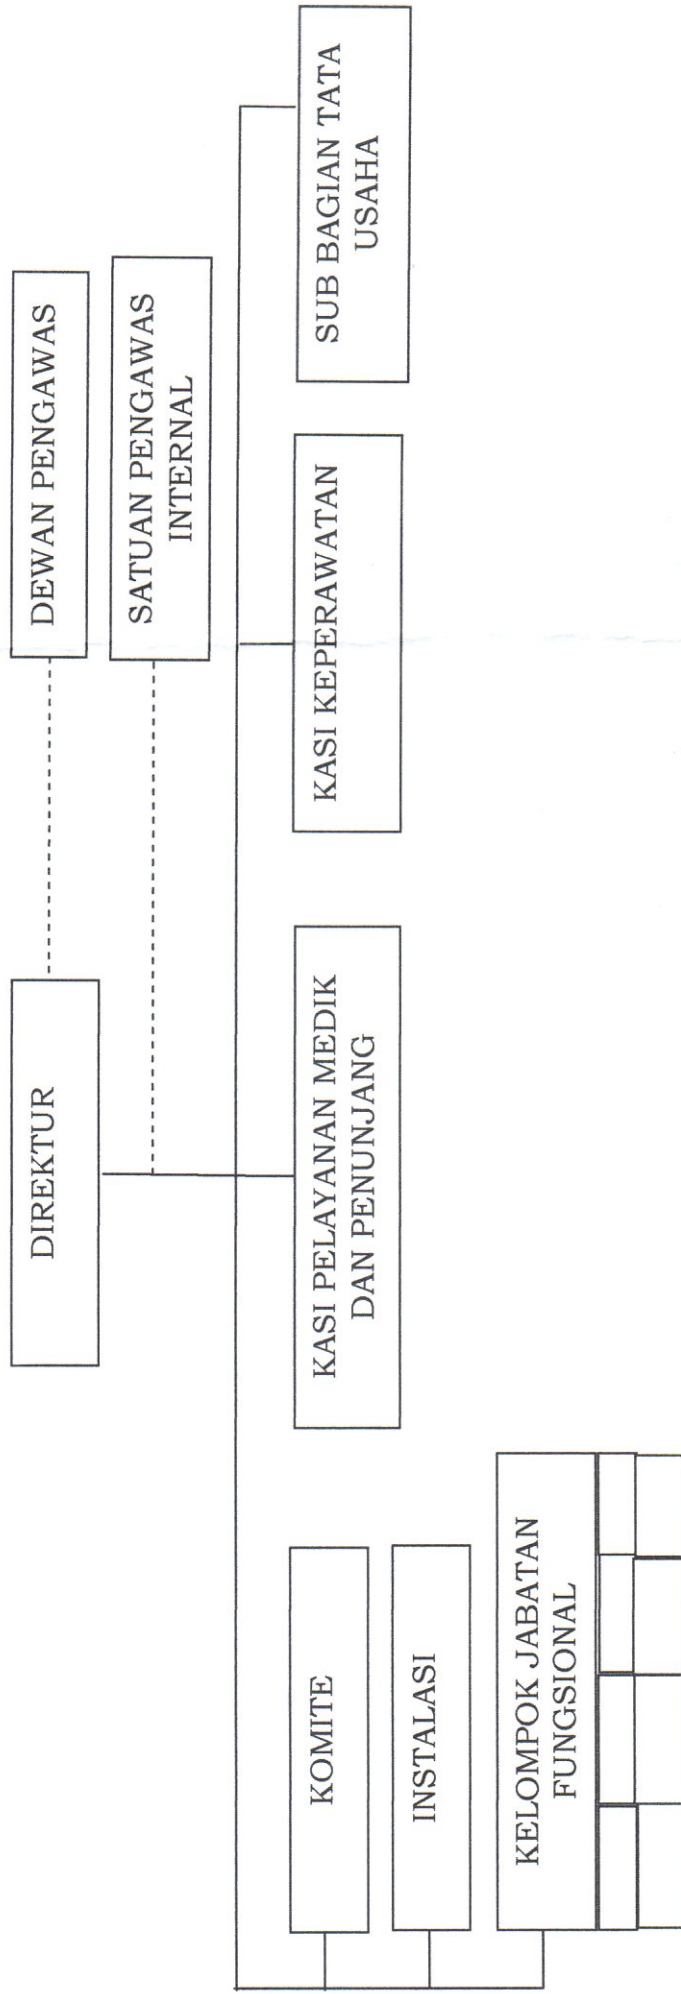 DIREKTUR
DEWAN PENGAWAS
SATUAN PENGAWAS
INTERNAL
KOMITE
INSTALASI
KELOMPOK JABATAN
FUNGSIONAL
KASI PELAYANAN MEDIK
DAN PENUNJANG
KASI KEPERAWATAN
SUB BAGIAN TATA
USAHA